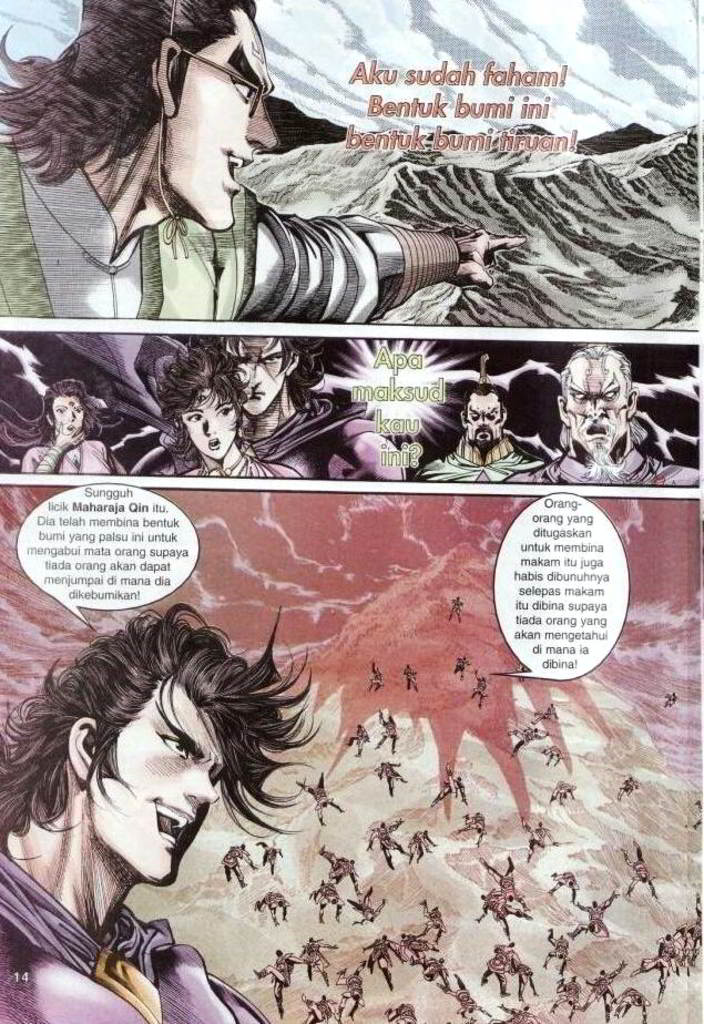 Aku sudah faham!
Bentuk bumi ini
bentuk bumi tiruan!
Apa
maksud
kau
ini?
Sungguh
licik Maharaja Qin itu.
Dia telah membina bentuk
bumi yang palsu ini untuk
mengabui mata orang supaya
tiada orang akan dapat
menjumpai di mana dia
dikebumikan!
Orang-
orang yang
ditugaskan
untuk membina
makam itu juga
habis dibunuhnya
selepas makam
itu dibina supaya
tiada orang yang
akan mengetahui
di mana ia
dibina!
14